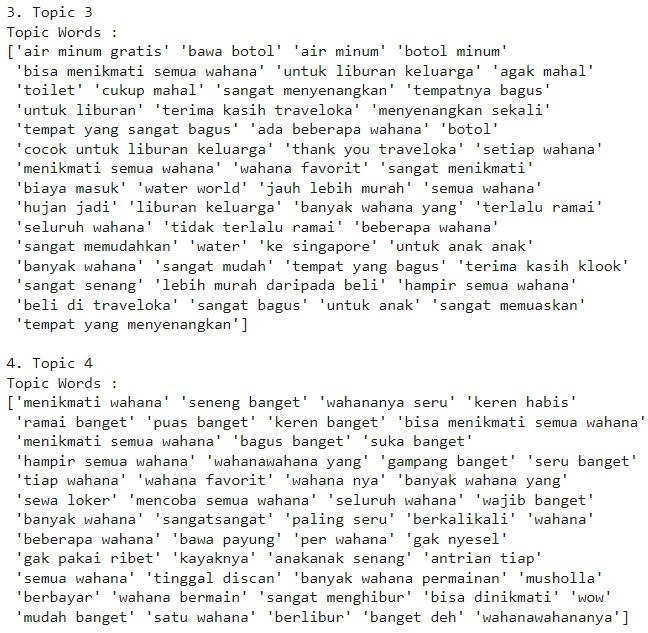 3. Topic 3
Topic Words :
['air minum gratis' 'bawa botol' 'air minum' 'botol minum'
'bisa menikmati semua wahana' 'untuk liburan keluarga' 'agak mahal'
'toilet' 'cukup mahal' 'sangat menyenangkan' 'tempatnya bagus'
'untuk liburan' 'terima kasih traveloka' 'menyenangkan sekali'
'tempat yang sangat bagus' 'ada beberapa wahana' 'botol'
'cocok untuk liburan keluarga' 'thank you traveloka' 'setiap wahana'
'menikmati semua wahana' 'wahana favorit' 'sangat menikmati'
'biaya masuk' 'water world' 'jauh lebih murah' 'semua wahana'
'hujan jadi' 'liburan keluarga' 'banyak wahana yang' 'terlalu ramai'
'seluruh wahana' 'tidak terlalu ramai' 'beberapa wahana'
'sangat memudahkan' 'water' 'ke singapore' 'untuk anak anak'
'banyak wahana' 'sangat mudah' 'tempat yang bagus' 'terima kasih klook'
'sangat senang' 'lebih murah daripada beli' 'hampir semua wahana'
'beli di traveloka' 'sangat bagus' 'untuk anak' 'sangat memuaskan'
'tempat yang menyenangkan']
4. Topic 4
Topic Words :
['menikmati wahana' 'seneng banget' 'wahananya seru' 'keren habis'
'ramai banget' 'puas banget' 'keren banget' 'bisa menikmati semua wahana'
'menikmati semua wahana' 'bagus banget' 'suka banget'
'hampir semua wahana' 'wahanawahana yang' 'gampang banget' 'seru banget'
'tiap wahana' 'wahana favorit' 'wahana nya' 'banyak wahana yang'
'sewa loker' 'mencoba semua wahana' 'seluruh wahana' 'wajib banget'
'banyak wahana' 'sangatsangat' 'paling seru' 'berkalikali' 'wahana'
'beberapa wahana' 'bawa payung' 'per wahana' 'gak nyesel'
'gak pakai ribet' 'kayaknya' 'anakanak senang' 'antrian tiap'
'semua wahana' 'tinggal discan' 'banyak wahana permainan' 'musholla'
'berbayar' 'wahana bermain' 'sangat menghibur' 'bisa dinikmati' 'wow'
'mudah banget' 'satu wahana' 'berlibur' 'banget deh' 'wahanawahananya']